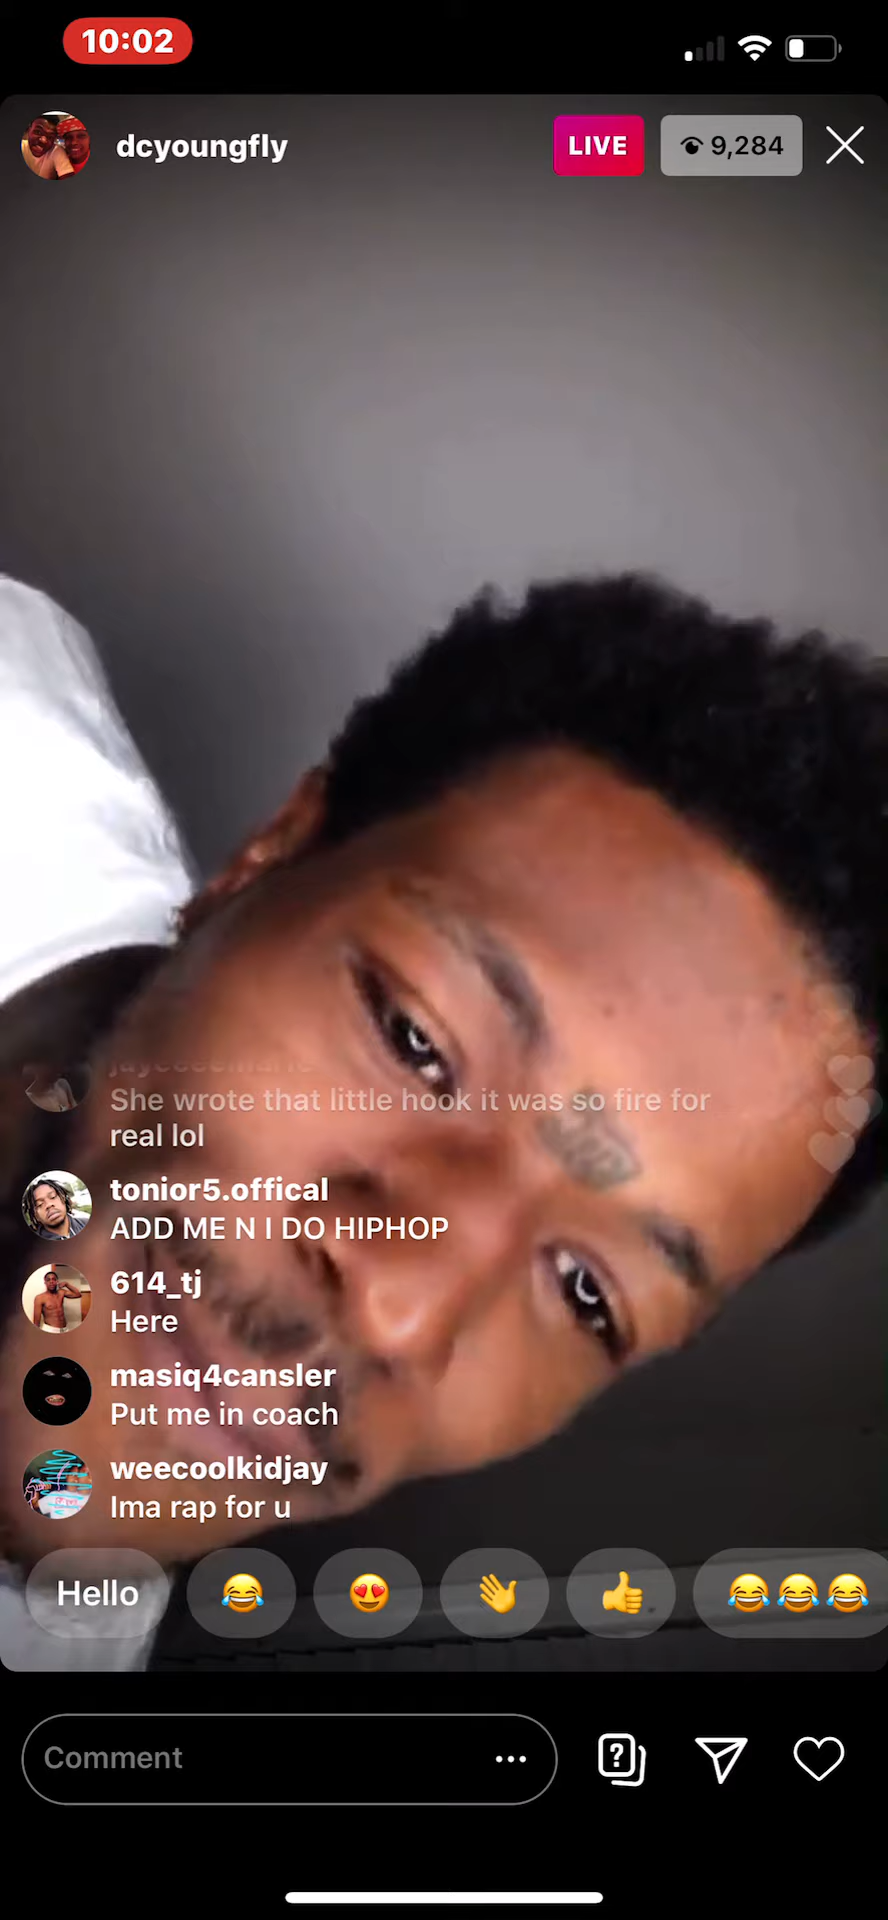 10:02
dcyoungfly
LIVE
9,284
She wrote that little hook it was so fire for
real lol
tonior5.offical
ADD ME N I DO HIPHOP
614_tj
Here
masiq4cansler
Put me in coach
weecoolkidjay
Ima rap for u
Hello
Comment